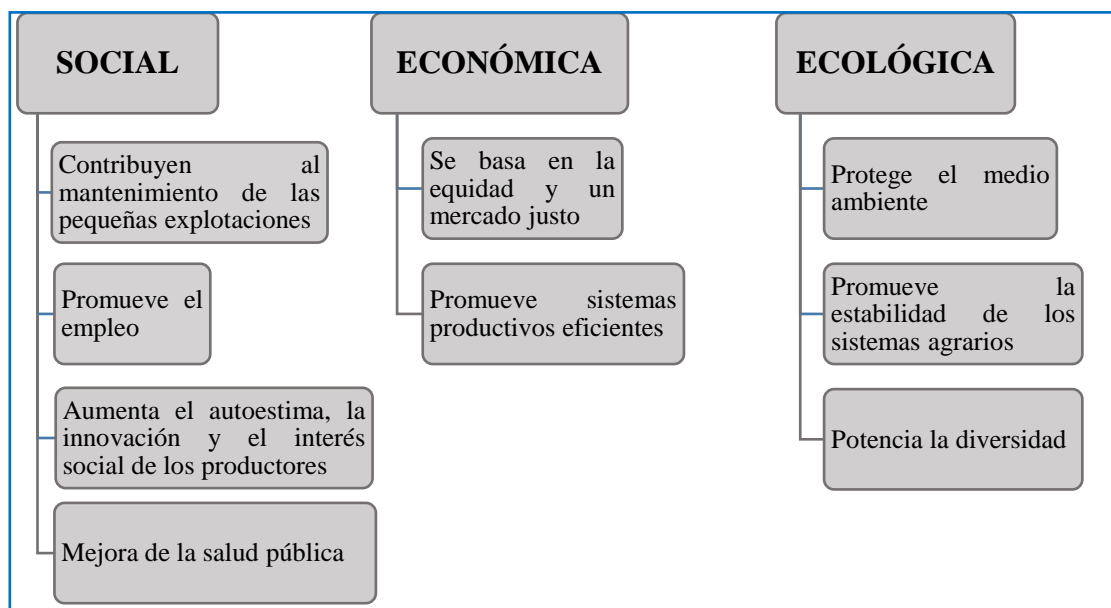 SOCIAL
Contribuyen al
mantenimiento de las
pequeñas explotaciones
Promueve el
empleo
Aumenta el autoestima, la
innovación y el interés
social de los productores
Mejora de la salud pública
ECONÓMICA
Se basa en la
equidad y un
mercado justo
Promueve sistemas
productivos eficientes
ECOLÓGICA
Protege el medio
ambiente
Promueve la
estabilidad de los
sistemas agrarios
Potencia la diversidad